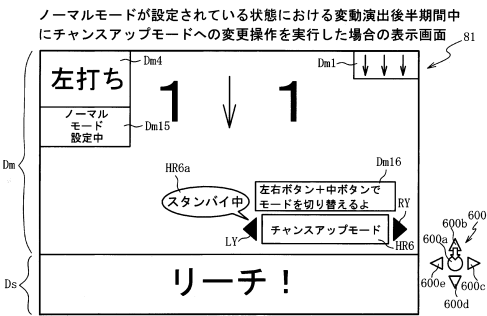 ノーマルモードが設定されている状態における変動演出後半期間中
にチャンスアップモードへの変更操作を実行した場合の表示画面
81
Dm4
Dm1
左打ち
1 ↓ 1
↓ ↓ ↓
ノーマル
モード
設定中
Dm15
Dm
HR6a
Dm16
スタンバイ中
左右ボタン+中ボタンで
モードを切り替えるよ
RY
LY
チャンスアップモード
HR6
600
600b
600a
600e
600c
600d
Ds
リーチ!